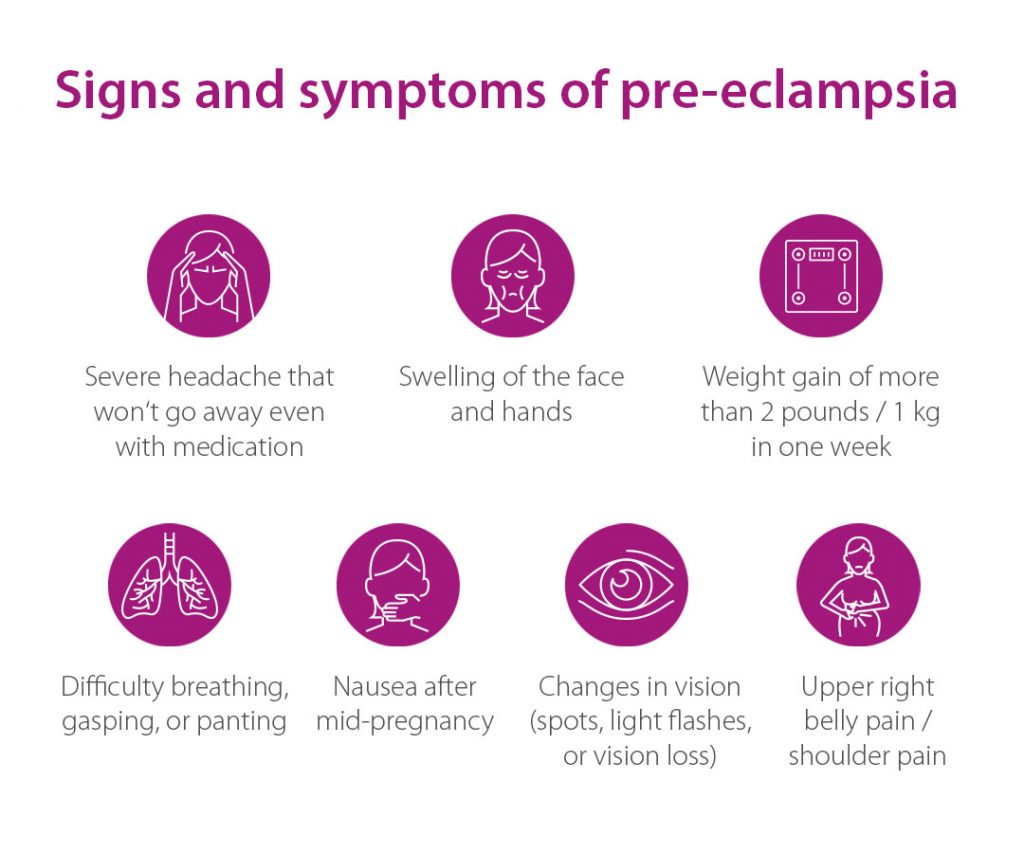 Signs and symptoms of pre-eclampsia
Severe headache that
won‘t go away even
with medication
Swelling of the face
and hands
Weight gain of more
than 2 pounds / 1 kg
in one week
Difficulty breathing,
gasping, or panting
Nausea after
mid-pregnancy
Changes in vision
(spots, light flashes,
or vision loss)
Upper right
belly pain /
shoulder pain